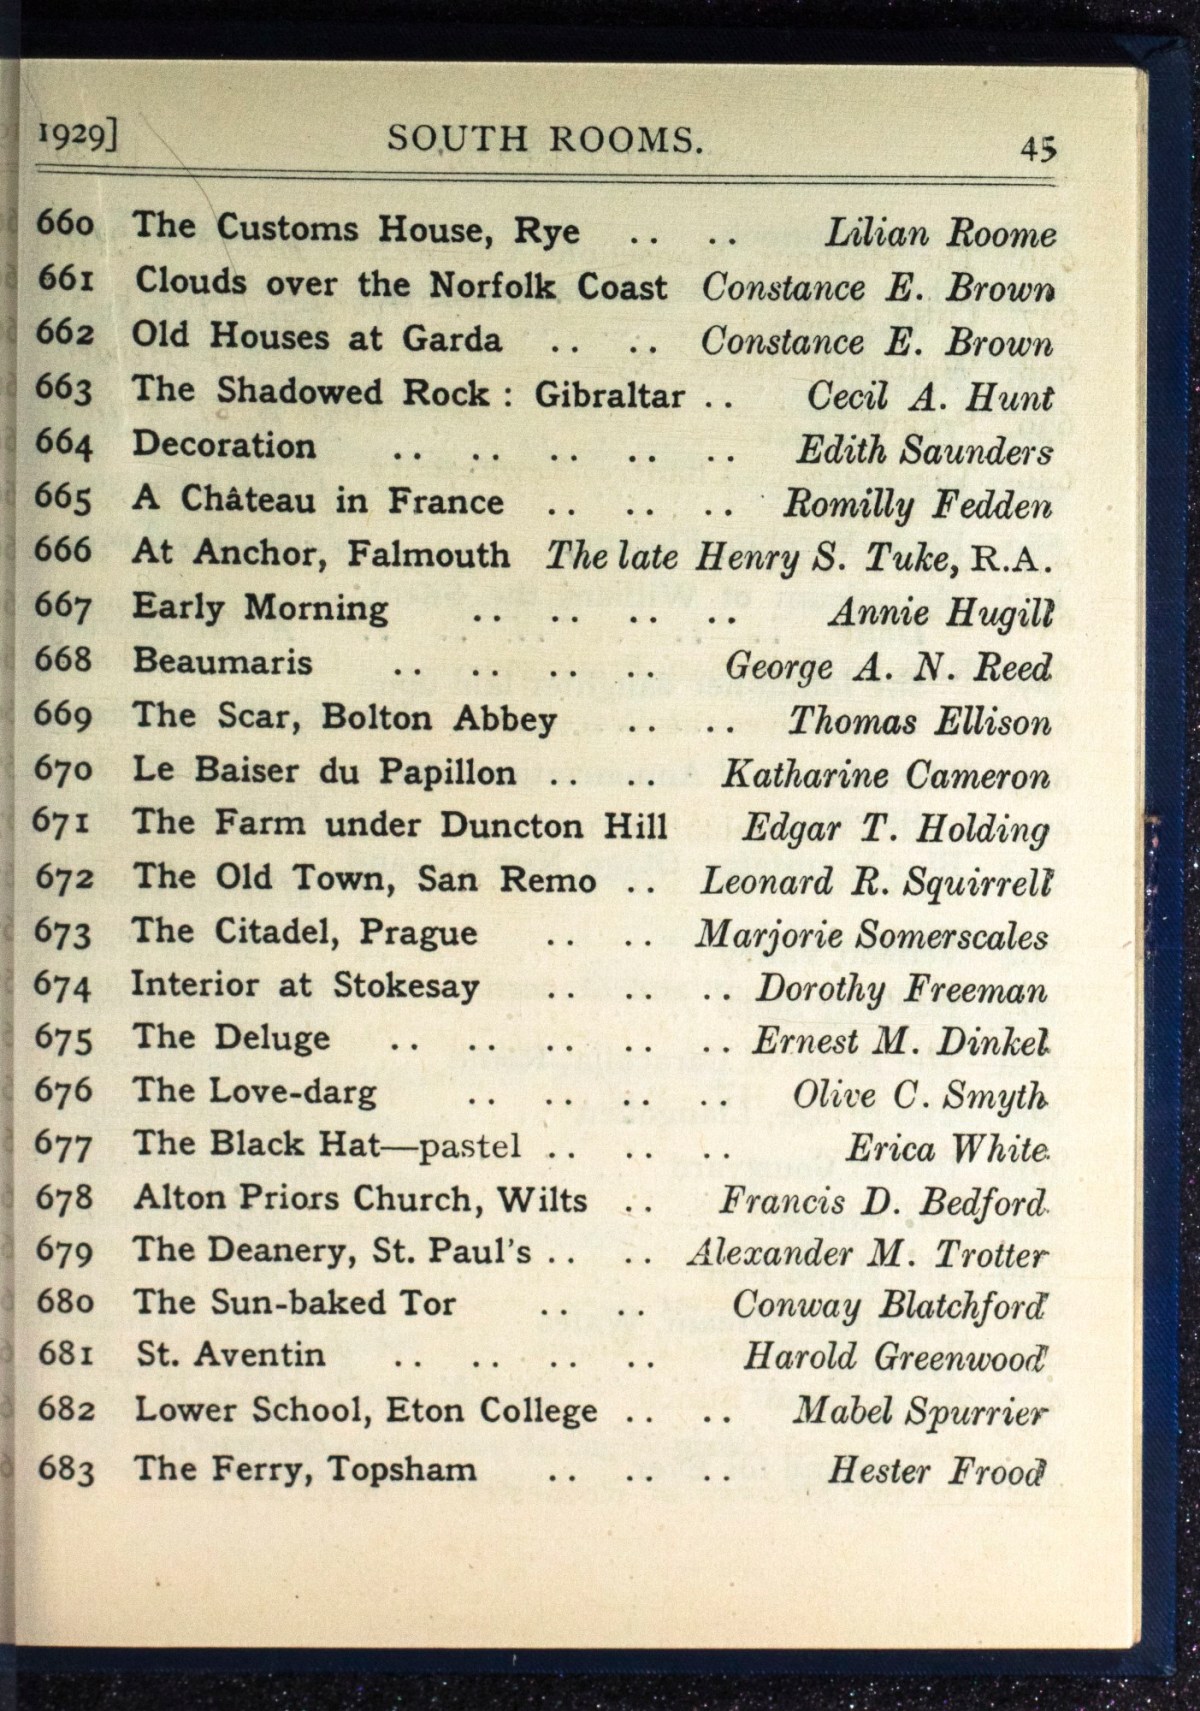 1929] SOUTH ROOMS. 45
660 The Customs House, Rye .. .. Lilian Roome
661 Clouds over the Norfolk Coast Constance E. Brown
662 Old Houses at Garda .. .. Constance E. Brown
663 The Shadowed Rock : Gibraltar .. Cecil A. Hunt
664 Decoration .. .. .. .. .. Edith Saunders
665 A Château in France .. .. .. Romilly Fedden
666 At Anchor, Falmouth The late Henry S. Tuke, R.A.
667 Early Morning .. .. .. .. Annie Hugill
668 Beaumaris .. .. .. .. George A. N. Reed
669 The Scar, Bolton Abbey .. .. Thomas Ellison
670 Le Baiser du Papillon .. .. Katharine Cameron
671 The Farm under Duncton Hill Edgar T. Holding
672 The Old Town, San Remo .. Leonard R. Squirrell
673 The Citadel, Prague .. .. Marjorie Somerscales
674 Interior at Stokesay .. .. .. Dorothy Freeman
675 The Deluge .. .. .. .. .. Ernest M. Dinkel
676 The Love-darg .. .. .. .. Olive C. Smyth
677 The Black Hat—pastel .. .. .. Erica White
678 Alton Priors Church, Wilts .. Francis D. Bedford
679 The Deanery, St. Paul's .. .. Alexander M. Trotter
680 The Sun-baked Tor .. .. Conway Blatchford
681 St. Aventin .. .. .. .. Harold Greenwood
682 Lower School, Eton College .. .. Mabel Spurrier
683 The Ferry, Topsham .. .. .. Hester Frood